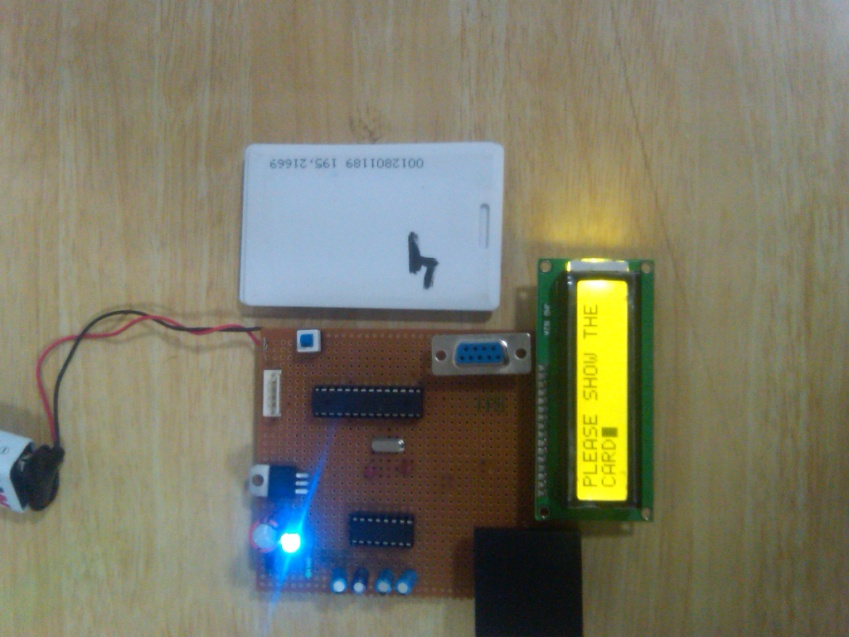 0012801189 195,21669
PLEASE SHOW THE
CARD